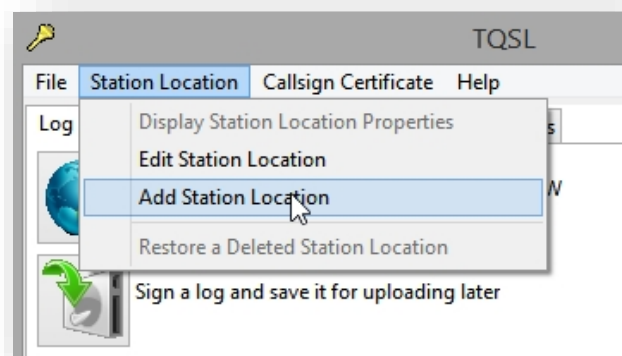 TQSL
File Station Location Callsign Certificate Help
Log
Display Station Location Properties
Edit Station Location
Add Station Location
Restore a Deleted Station Location
Sign a log and save it for uploading later